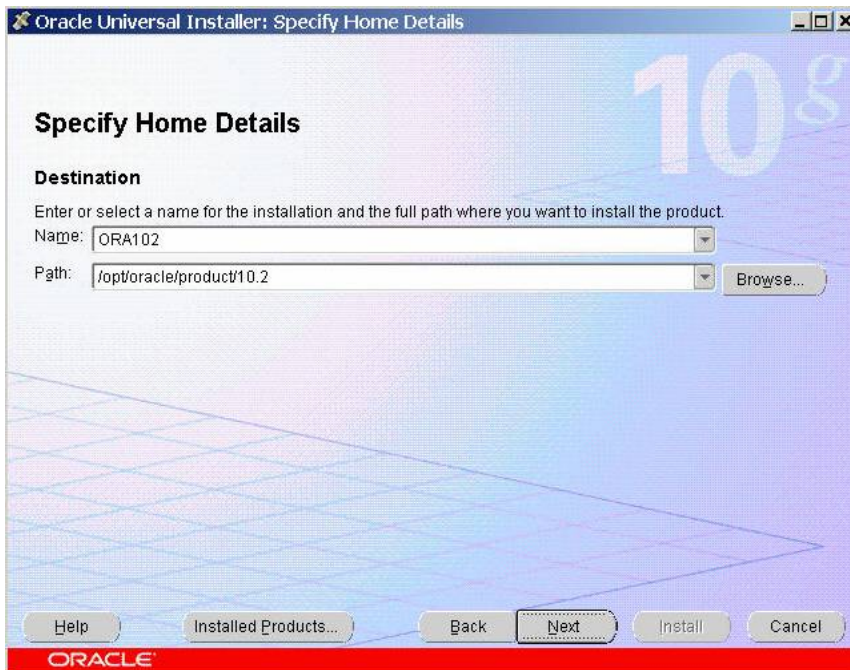 Oracle Universal Installer: Specify Home Details
10g
Specify Home Details
Destination
Enter or select a name for the installation and the full path where you want to install the product.
Name: ORA102
Path: /opt/oracle/product/10.2 Browse...
Help Installed Products... Back Next Install Cancel
ORACLE